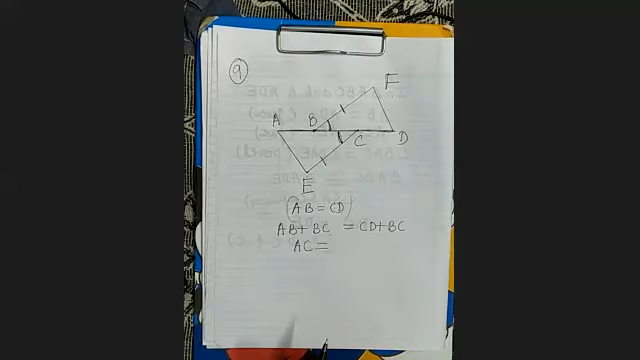 9
F
A
B
C
D
E
(AB = CD)
AB + BC = CD + BC
AC =